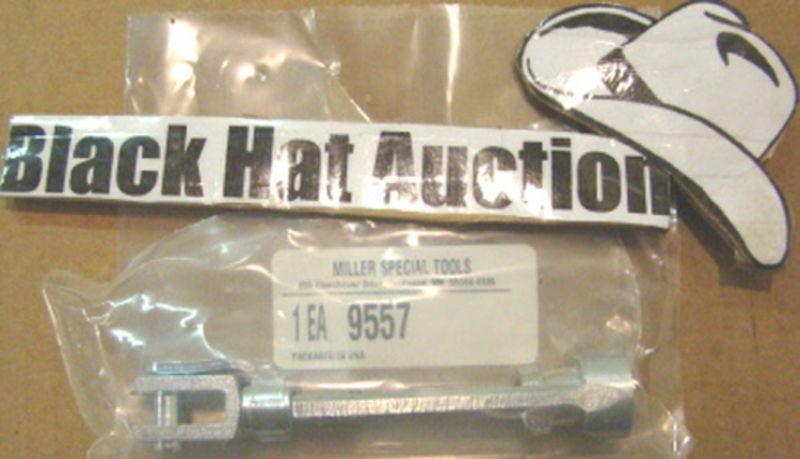 Black Hat Auction
MILLER SPECIAL TOOLS
1 EA 9557
PACKAGED IN USA